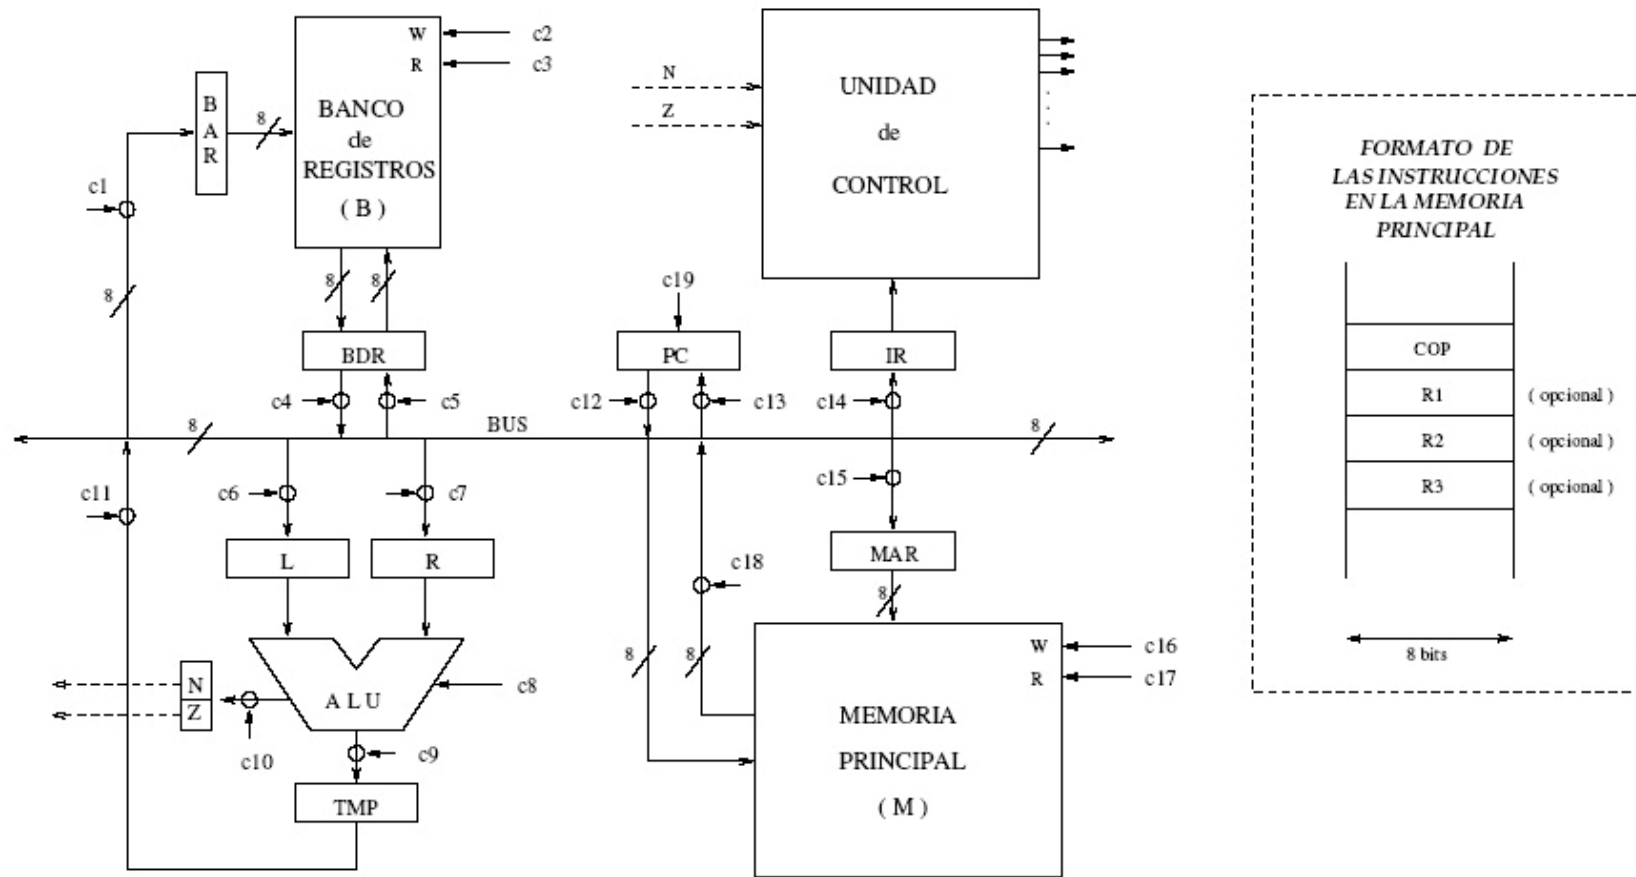 W
c2
R
c3
B
A
R
8
BANCO
de
REGISTROS
( B )
c1
8
8
8
BDR
c4
c5
N
Z
UNIDAD
de
CONTROL
c19
PC
IR
c12
c13
c14
8
BUS
8
c6
c7
c11
L
R
c15
MAR
8
c18
N
Z
A L U
c8
c10
c9
TMP
8
8
W
c16
R
c17
MEMORIA
PRINCIPAL
( M )
FORMATO DE
LAS INSTRUCCIONES
EN LA MEMORIA
PRINCIPAL
COP
R1 ( opcional )
R2 ( opcional )
R3 ( opcional )
8 bits